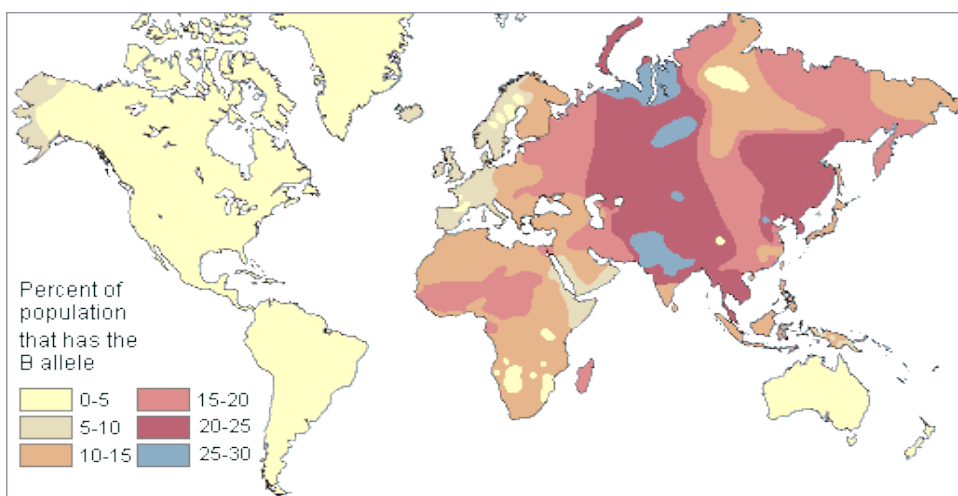 Percent of
population
that has the
B allele
0-5
15-20
5-10
20-25
10-15
25-30